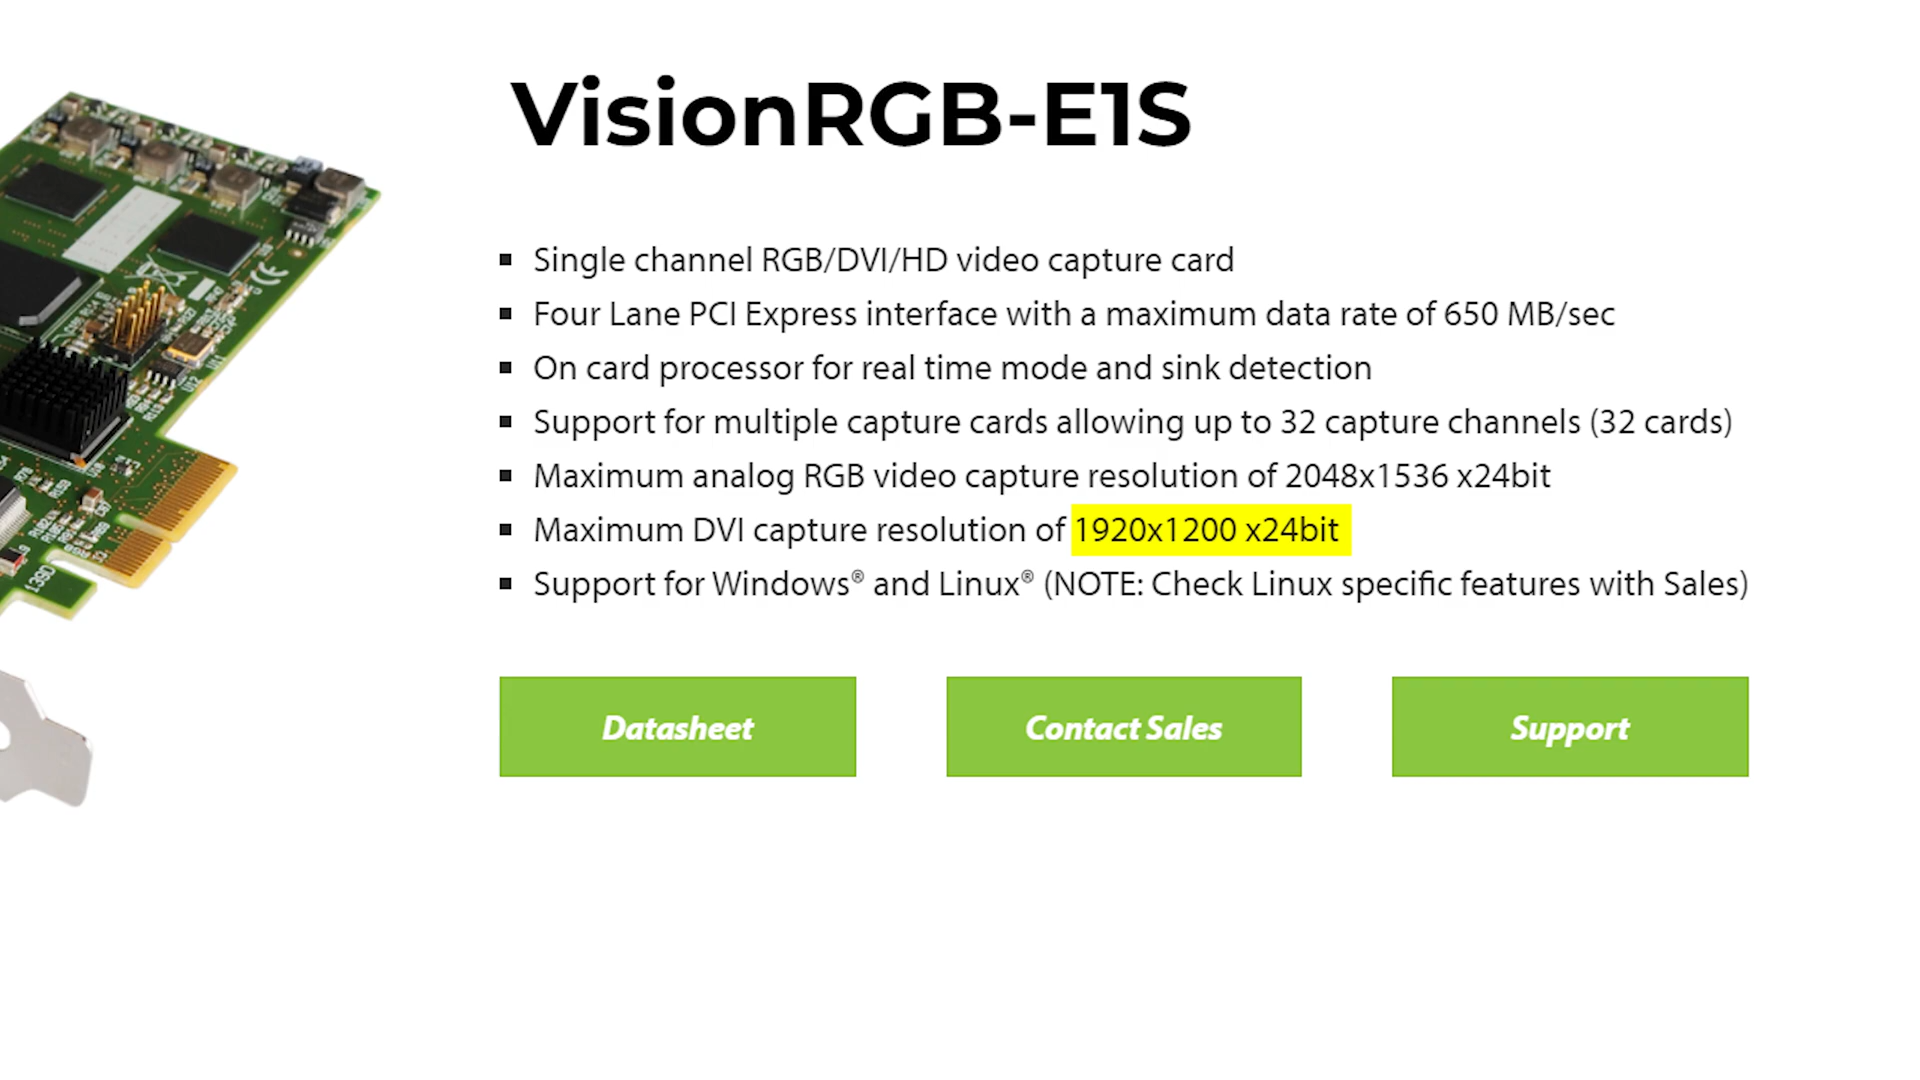 VisionRGB-E1S
Single channel RGB/DVI/HD video capture card
Four Lane PCI Express interface with a maximum data rate of 650 MB/sec
On card processor for real time mode and sink detection
Support for multiple capture cards allowing up to 32 capture channels (32 cards)
Maximum analog RGB video capture resolution of 2048x1536 x24bit
Maximum DVI capture resolution of 1920x1200 x24bit
Support for Windows® and Linux® (NOTE: Check Linux specific features with Sales)
Datasheet
Contact Sales
Support
CE
139D